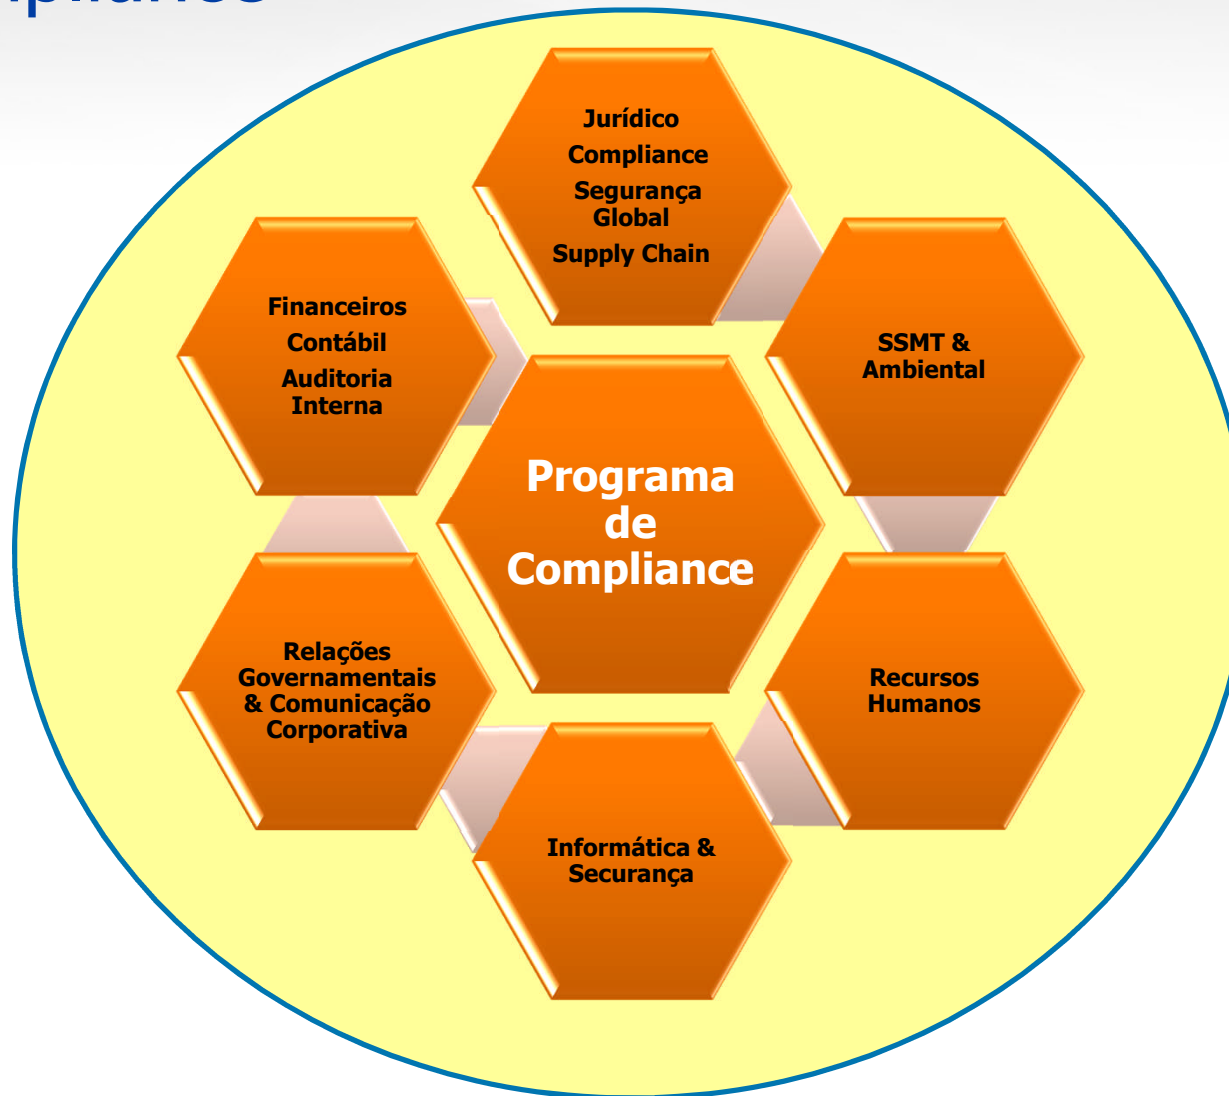 Jurídico
Compliance
Segurança
Global
Supply Chain
Financeiros
Contábil
Auditoria
Interna
SSMT &
Ambiental
Programa
de
Compliance
Relações
Governamentais
& Comunicação
Corporativa
Recursos
Humanos
Informática &
Securança